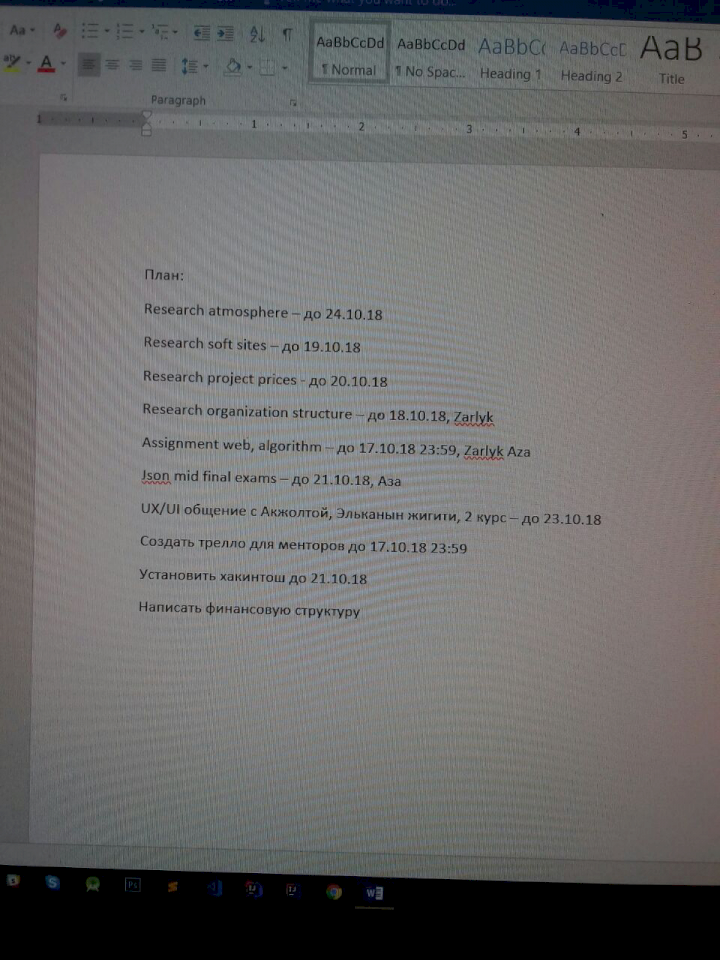 Aa
AaBbCcDd AaBbCcDd AaBbC AaBbCcD AaB
¶ Normal ¶ No Spac... Heading 1 Heading 2 Title
Paragraph
1 1 2 3 4 5
План:
Research atmosphere – до 24.10.18
Research soft sites – до 19.10.18
Research project prices - до 20.10.18
Research organization structure – до 18.10.18, Zarlyk
Assignment web, algorithm – до 17.10.18 23:59, Zarlyk Aza
Json mid final exams – до 21.10.18, Аза
UX/UI общение с Акжолтой, Эльканын жигити, 2 курс – до 23.10.18
Создать трелло для менторов до 17.10.18 23:59
Установить хакинтош до 21.10.18
Написать финансовую структуру